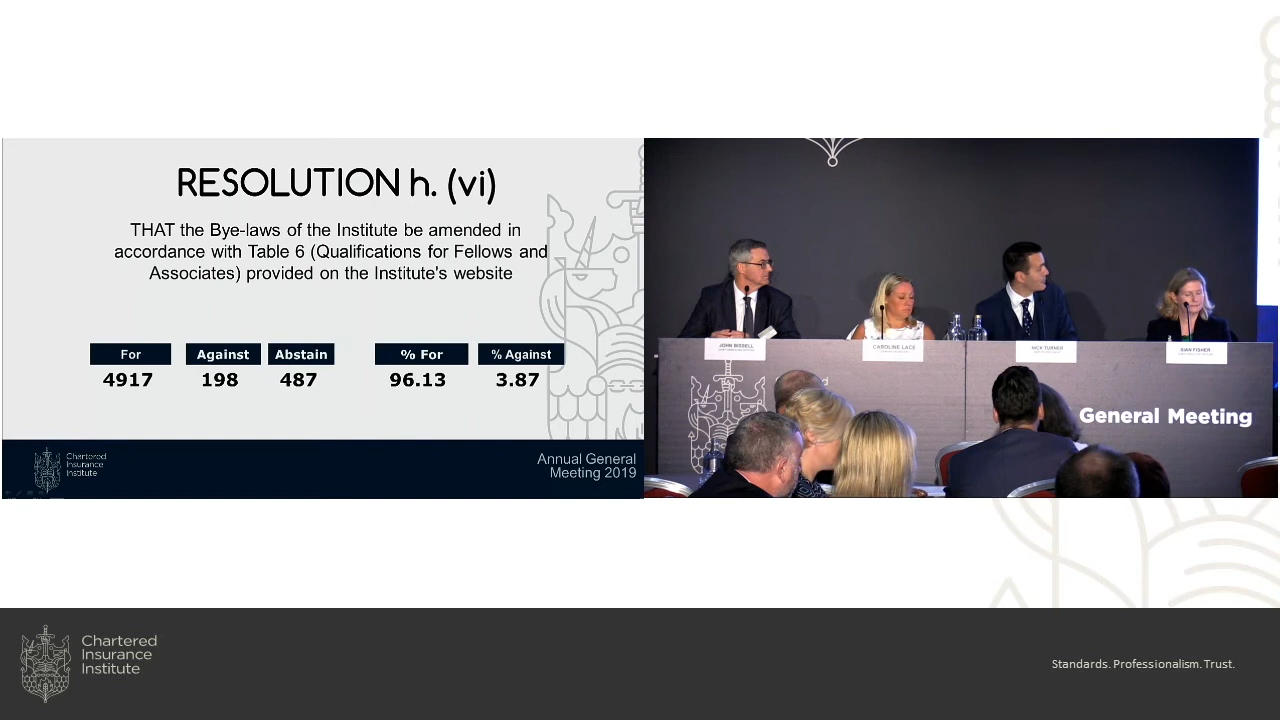 RESOLUTION h. (vi)
THAT the Bye-laws of the Institute be amended in
accordance with Table 6 (Qualifications for Fellows and
Associates) provided on the Institute's website
For Against Abstain % For % Against
4917 198 487 96.13 3.87
Chartered
Insurance
Institute
Annual General
Meeting 2019
JOHN BISSELL
CAROLINE LACE
NICK TURNER
SIAN FISHER
General Meeting
Chartered
Insurance
Institute
Standards. Professionalism. Trust.